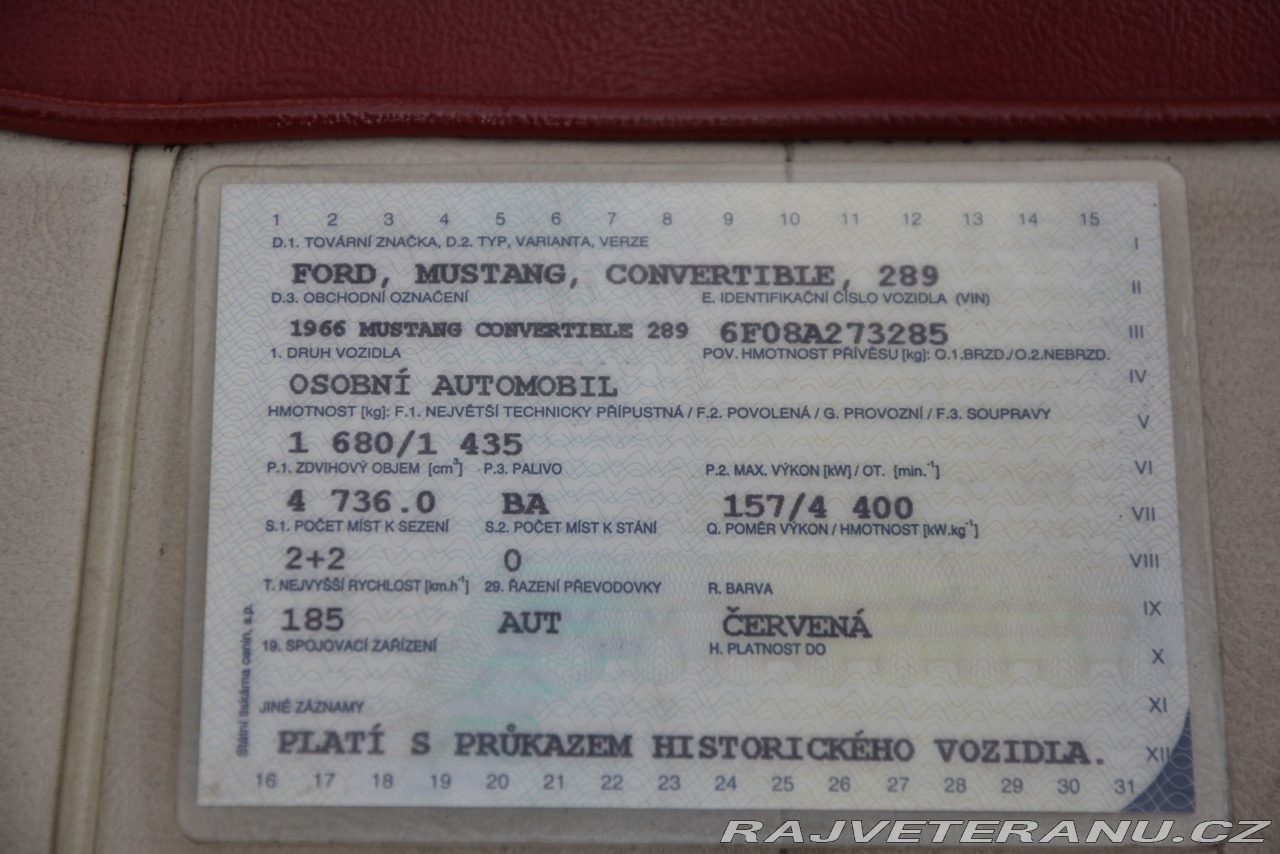 1 2 3 4 5 6 7 8 9 10 11 12 13 14 15
D.1. TOVÁRNÍ ZNAČKA, D.2. TYP, VARIANTA, VERZE I
FORD, MUSTANG, CONVERTIBLE, 289
D.3. OBCHODNÍ OZNAČENÍ E. IDENTIFIKAČNÍ ČÍSLO VOZIDLA (VIN) II
1966 MUSTANG CONVERTIBLE 289 6F08A273285 III
1. DRUH VOZIDLA POV. HMOTNOST PŘÍVĚSU [kg]: O.1.BRZD./O.2.NEBRZD.
OSOBNÍ AUTOMOBIL IV
HMOTNOST [kg]: F.1. NEJVĚTŠÍ TECHNICKY PŘÍPUSTNÁ / F.2. POVOLENÁ / G. PROVOZNÍ / F.3. SOUPRAVY V
1 680/1 435
P.1. ZDVIHOVÝ OBJEM [cm³] P.3. PALIVO P.2. MAX. VÝKON [kW] / OT. [min.⁻¹] VI
4 736.0 BA 157/4 400 VII
S.1. POČET MÍST K SEZENÍ S.2. POČET MÍST K STÁNÍ Q. POMĚR VÝKON / HMOTNOST [kW.kg⁻¹]
2+2 0 VIII
T. NEJVYŠŠÍ RYCHLOST [km.h⁻¹] 29. ŘAZENÍ PŘEVODOVKY R. BARVA
185 AUT ČERVENÁ IX
19. SPOJOVACÍ ZAŘÍZENÍ H. PLATNOST DO X
JINÉ ZÁZNAMY XI
PLATÍ S PRŮKAZEM HISTORICKÉHO VOZIDLA. XII
16 17 18 19 20 21 22 23 24 25 26 27 28 29 30 31
Státní tiskárna cenin, s.p.
RAJVETERANU.CZ